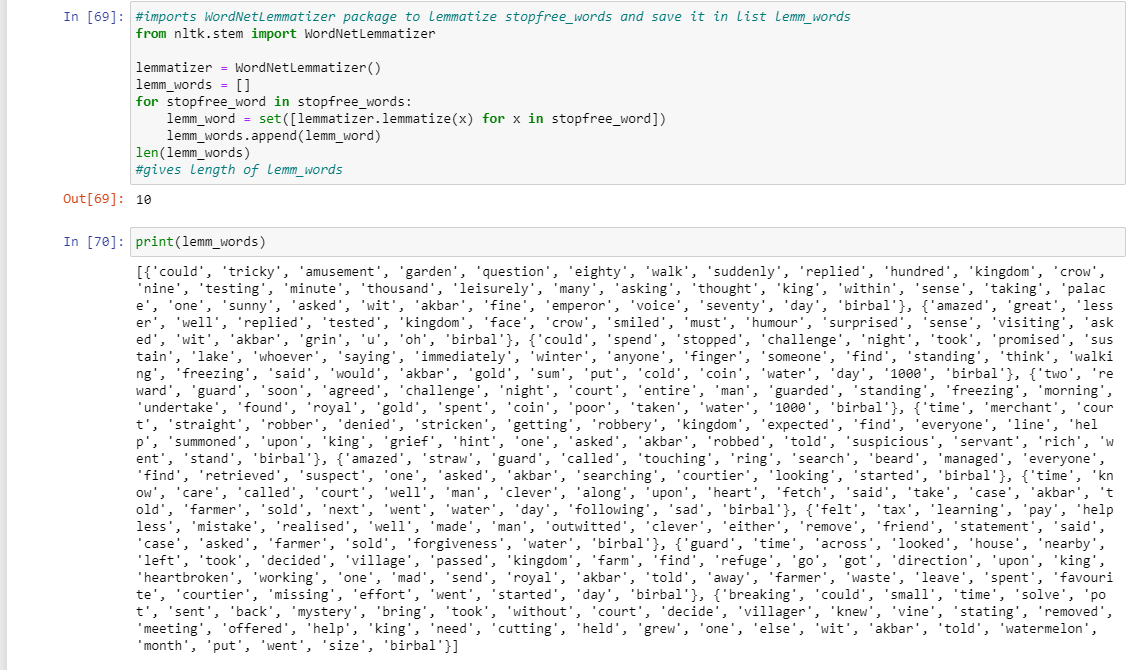 In [69]: #imports WordNetLemmatizer package to lemmatize stopfree_words and save it in list lemm_words
from nltk.stem import WordNetLemmatizer
lemmatizer = WordNetLemmatizer()
lemm_words = []
for stopfree_word in stopfree_words:
    lemm_word = set([lemmatizer.lemmatize(x) for x in stopfree_word])
    lemm_words.append(lemm_word)
len(lemm_words)
#gives length of lemm_words
Out[69]: 10
In [70]: print(lemm_words)
[{'could', 'tricky', 'amusement', 'garden', 'question', 'eighty', 'walk', 'suddenly', 'replied', 'hundred', 'kingdom', 'crow',
'nine', 'testing', 'minute', 'thousand', 'leisurely', 'many', 'asking', 'thought', 'king', 'within', 'sense', 'taking', 'palac
e', 'one', 'sunny', 'asked', 'wit', 'akbar', 'fine', 'emperor', 'voice', 'seventy', 'day', 'birbal'}, {'amazed', 'great', 'less
er', 'well', 'replied', 'tested', 'kingdom', 'face', 'crow', 'smiled', 'must', 'humour', 'surprised', 'sense', 'visiting', 'ask
ed', 'wit', 'akbar', 'grin', 'u', 'oh', 'birbal'}, {'could', 'spend', 'stopped', 'challenge', 'night', 'took', 'promised', 'sus
tain', 'lake', 'whoever', 'saying', 'immediately', 'winter', 'anyone', 'finger', 'someone', 'find', 'standing', 'think', 'walki
ng', 'freezing', 'said', 'would', 'akbar', 'gold', 'sum', 'put', 'cold', 'coin', 'water', 'day', '1000', 'birbal'}, {'two', 're
ward', 'guard', 'soon', 'agreed', 'challenge', 'night', 'court', 'entire', 'man', 'guarded', 'standing', 'freezing', 'morning',
'undertake', 'found', 'royal', 'gold', 'spent', 'coin', 'poor', 'taken', 'water', '1000', 'birbal'}, {'time', 'merchant', 'cour
t', 'straight', 'robber', 'denied', 'stricken', 'getting', 'robbery', 'kingdom', 'expected', 'find', 'everyone', 'line', 'hel
p', 'summoned', 'upon', 'king', 'grief', 'hint', 'one', 'asked', 'akbar', 'robbed', 'told', 'suspicious', 'servant', 'rich', 'w
ent', 'stand', 'birbal'}, {'amazed', 'straw', 'guard', 'called', 'touching', 'ring', 'search', 'beard', 'managed', 'everyone',
'find', 'retrieved', 'suspect', 'one', 'asked', 'akbar', 'searching', 'courtier', 'looking', 'started', 'birbal'}, {'time', 'kn
ow', 'care', 'called', 'court', 'well', 'man', 'clever', 'along', 'upon', 'heart', 'fetch', 'said', 'take', 'case', 'akbar', 't
old', 'farmer', 'sold', 'next', 'went', 'water', 'day', 'following', 'sad', 'birbal'}, {'felt', 'tax', 'learning', 'pay', 'help
less', 'mistake', 'realised', 'well', 'made', 'man', 'outwitted', 'clever', 'either', 'remove', 'friend', 'statement', 'said',
'case', 'asked', 'farmer', 'sold', 'forgiveness', 'water', 'birbal'}, {'guard', 'time', 'across', 'looked', 'house', 'nearby',
'left', 'took', 'decided', 'village', 'passed', 'kingdom', 'farm', 'find', 'refuge', 'go', 'got', 'direction', 'upon', 'king',
'heartbroken', 'working', 'one', 'mad', 'send', 'royal', 'akbar', 'told', 'away', 'farmer', 'waste', 'leave', 'spent', 'favouri
te', 'courtier', 'missing', 'effort', 'went', 'started', 'day', 'birbal'}, {'breaking', 'could', 'small', 'time', 'solve', 'po
t', 'sent', 'back', 'mystery', 'bring', 'took', 'without', 'court', 'decide', 'villager', 'knew', 'vine', 'stating', 'removed',
'meeting', 'offered', 'help', 'king', 'need', 'cutting', 'held', 'grew', 'one', 'else', 'wit', 'akbar', 'told', 'watermelon',
'month', 'put', 'went', 'size', 'birbal'}]